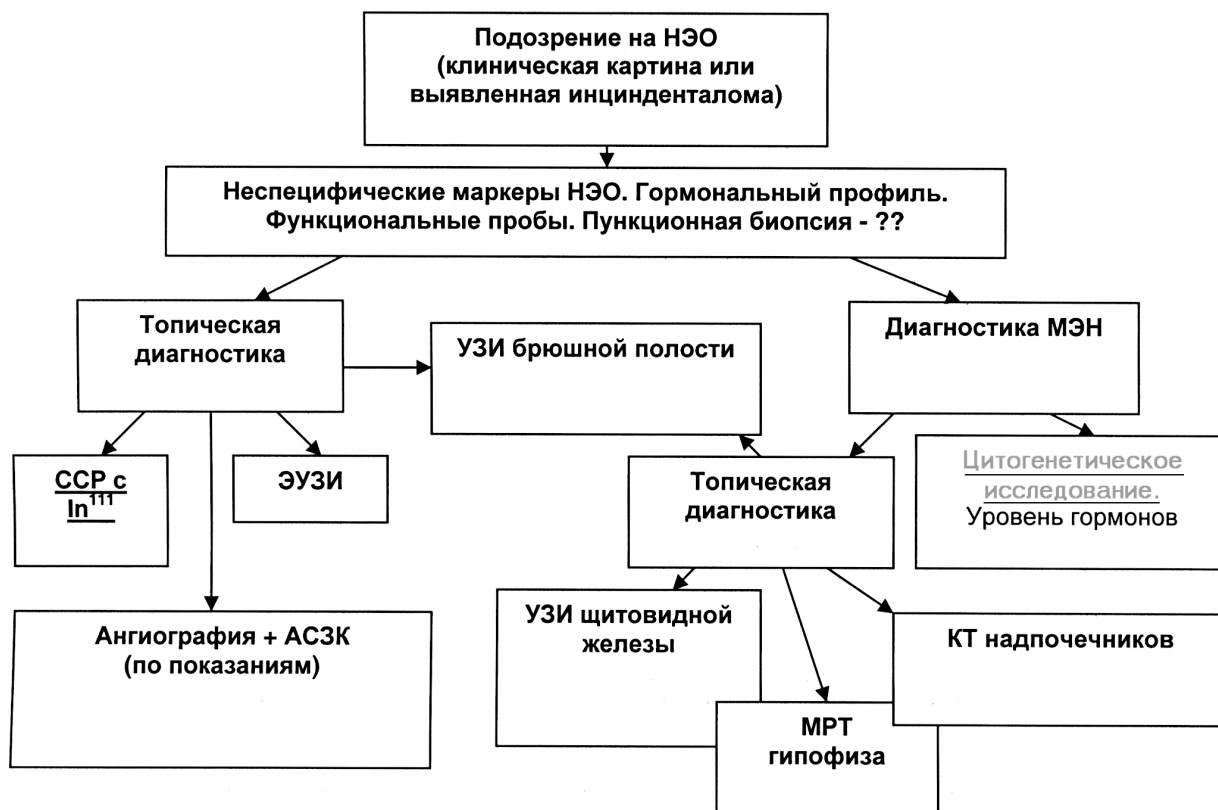 Подозрение на НЭО
(клиническая картина или
выявленная инцинденталома)
Неспецифические маркеры НЭО. Гормональный профиль.
Функциональные пробы. Пункционная биопсия - ??
Топическая
диагностика
УЗИ брюшной полости
Диагностика МЭН
ССР с
In¹¹¹
ЭУЗИ
Топическая
диагностика
Цитогенетическое
исследование.
Уровень гормонов
Ангиография + АСЗК
(по показаниям)
УЗИ щитовидной
железы
МРТ
гипофиза
КТ надпочечников